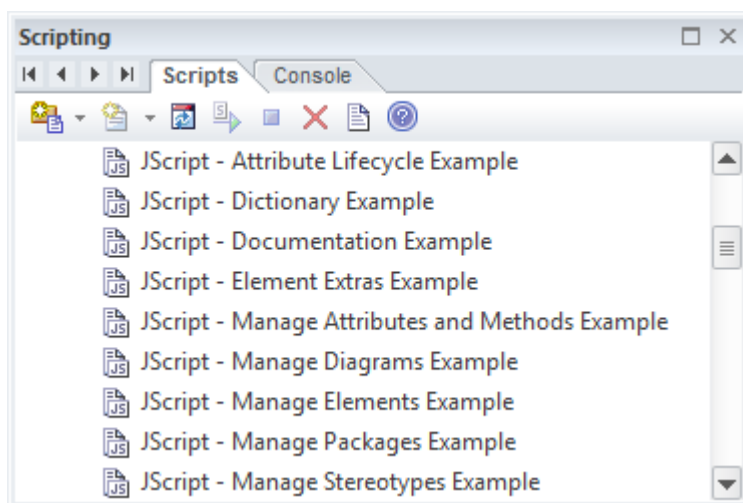 Scripting
Scripts Console
JScript - Attribute Lifecycle Example
JScript - Dictionary Example
JScript - Documentation Example
JScript - Element Extras Example
JScript - Manage Attributes and Methods Example
JScript - Manage Diagrams Example
JScript - Manage Elements Example
JScript - Manage Packages Example
JScript - Manage Stereotypes Example